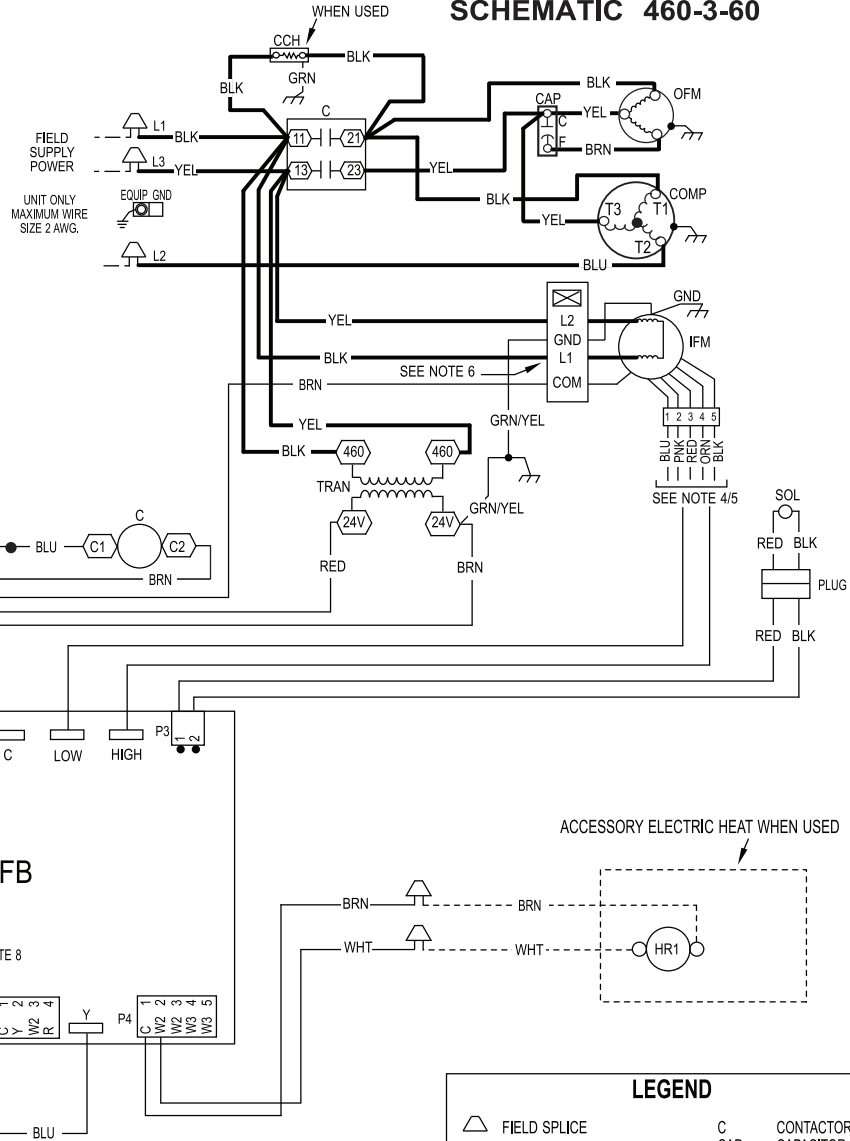 SCHEMATIC 460-3-60
WHEN USED
CCH
BLK
GRN
BLK
BLK
CAP
OFM
C
YEL
C
F
BRN
FIELD
SUPPLY
POWER
L1
BLK
11
21
L3
YEL
13
23
YEL
BLK
COMP
UNIT ONLY
MAXIMUM WIRE
SIZE 2 AWG.
EQUIP GND
YEL
T3
T1
T2
L2
BLU
GND
YEL
L2
GND
IFM
BLK
L1
SEE NOTE 6
BRN
COM
1 2 3 4 5
GRN/YEL
YEL
BLK
460
460
BLU
PNK
RED
ORN
BLK
TRAN
SEE NOTE 4/5
SOL
GRN/YEL
24V
24V
C
BLU
C1
C2
RED
BLK
RED
BRN
BRN
PLUG
RED
BLK
P3
1
2
C
LOW
HIGH
ACCESSORY ELECTRIC HEAT WHEN USED
FB
BRN
BRN
WHT
WHT
HR1
TE 8
1 2 3 4
C Y W2 R
Y
P4
1 2 3 4 5
C W2 W2 W3 W3
BLU
LEGEND
FIELD SPLICE
C CONTACTOR
CAP CAPACITOR